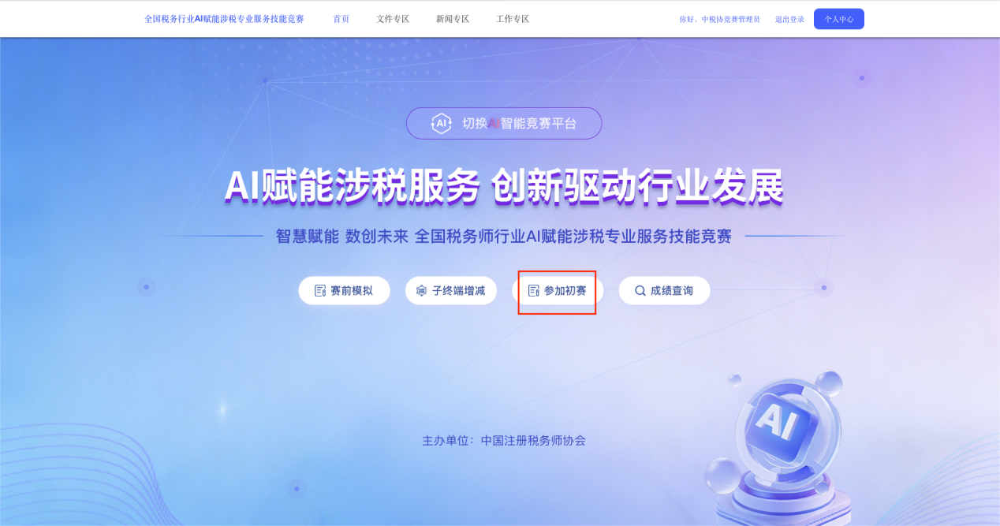 全国税务行业AI赋能涉税专业服务技能竞赛 首页 文件专区 新闻专区 工作专区 你好，中税协竞赛管理员 退出登录 个人中心
AI 切换AI智能竞赛平台
AI赋能涉税服务 创新驱动行业发展
智慧赋能 数创未来 全国税务师行业AI赋能涉税专业服务技能竞赛
赛前模拟 子终端增减 参加初赛 成绩查询
AI
主办单位：中国注册税务师协会